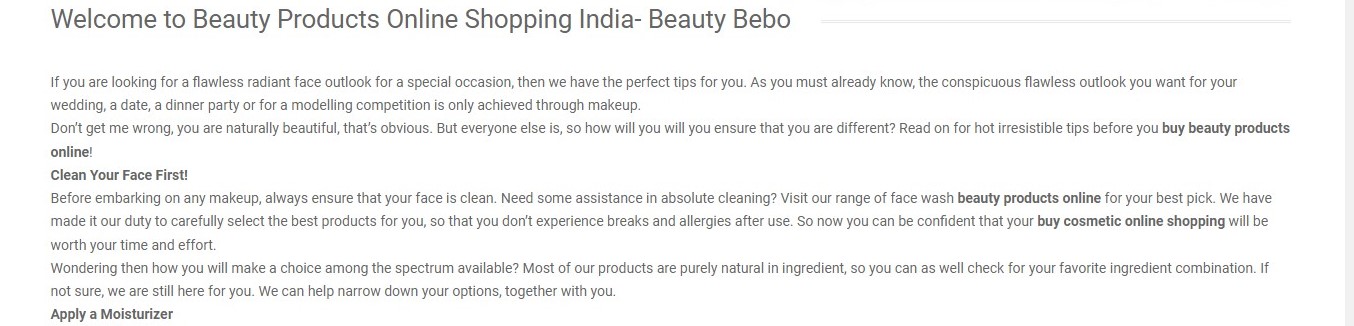 Welcome to Beauty Products Online Shopping India- Beauty Bebo
If you are looking for a flawless radiant face outlook for a special occasion, then we have the perfect tips for you. As you must already know, the conspicuous flawless outlook you want for your
wedding, a date, a dinner party or for a modelling competition is only achieved through makeup.
Don’t get me wrong, you are naturally beautiful, that’s obvious. But everyone else is, so how will you will you ensure that you are different? Read on for hot irresistible tips before you buy beauty products
online!
Clean Your Face First!
Before embarking on any makeup, always ensure that your face is clean. Need some assistance in absolute cleaning? Visit our range of face wash beauty products online for your best pick. We have
made it our duty to carefully select the best products for you, so that you don’t experience breaks and allergies after use. So now you can be confident that your buy cosmetic online shopping will be
worth your time and effort.
Wondering then how you will make a choice among the spectrum available? Most of our products are purely natural in ingredient, so you can as well check for your favorite ingredient combination. If
not sure, we are still here for you. We can help narrow down your options, together with you.
Apply a Moisturizer